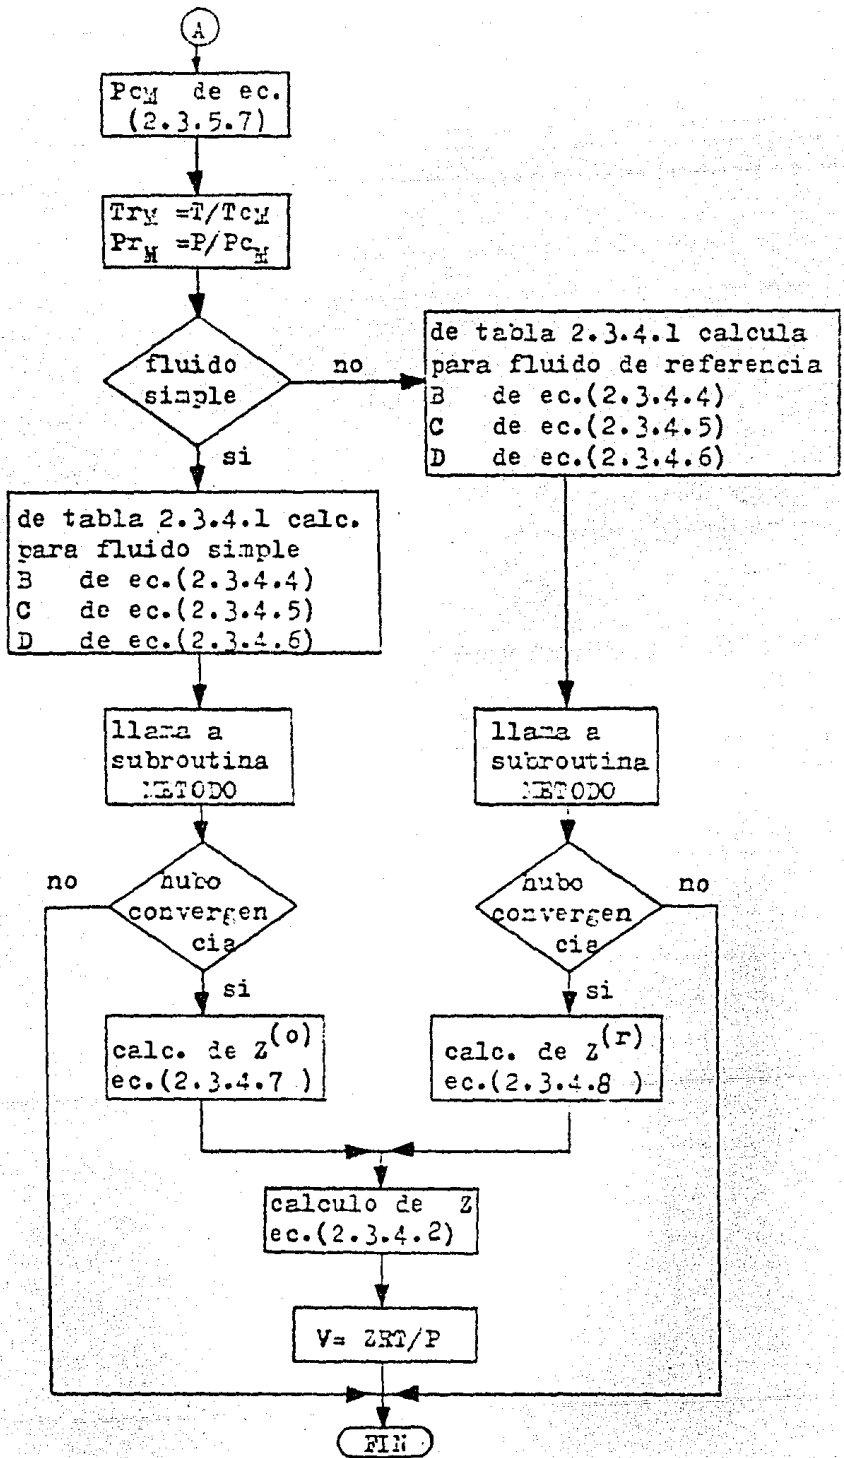 A
PcM de ec.
(2.3.5.7)
TrM =T/TcM
PrM =P/PcM
fluido
simple
no
si
de tabla 2.3.4.1 calcula
para fluido de referencia
B de ec.(2.3.4.4)
C de ec.(2.3.4.5)
D de ec.(2.3.4.6)
de tabla 2.3.4.1 calc.
para fluido simple
B de ec.(2.3.4.4)
C de ec.(2.3.4.5)
D de ec.(2.3.4.6)
llama a
subroutina
METODO
llama a
subroutina
METODO
no
hubo
convergen
cia
si
hubo
convergen
cia
no
si
calc. de Z(o)
ec.(2.3.4.7 )
calc. de Z(r)
ec.(2.3.4.8 )
calculo de Z
ec.(2.3.4.2)
V= ZRT/P
FIN